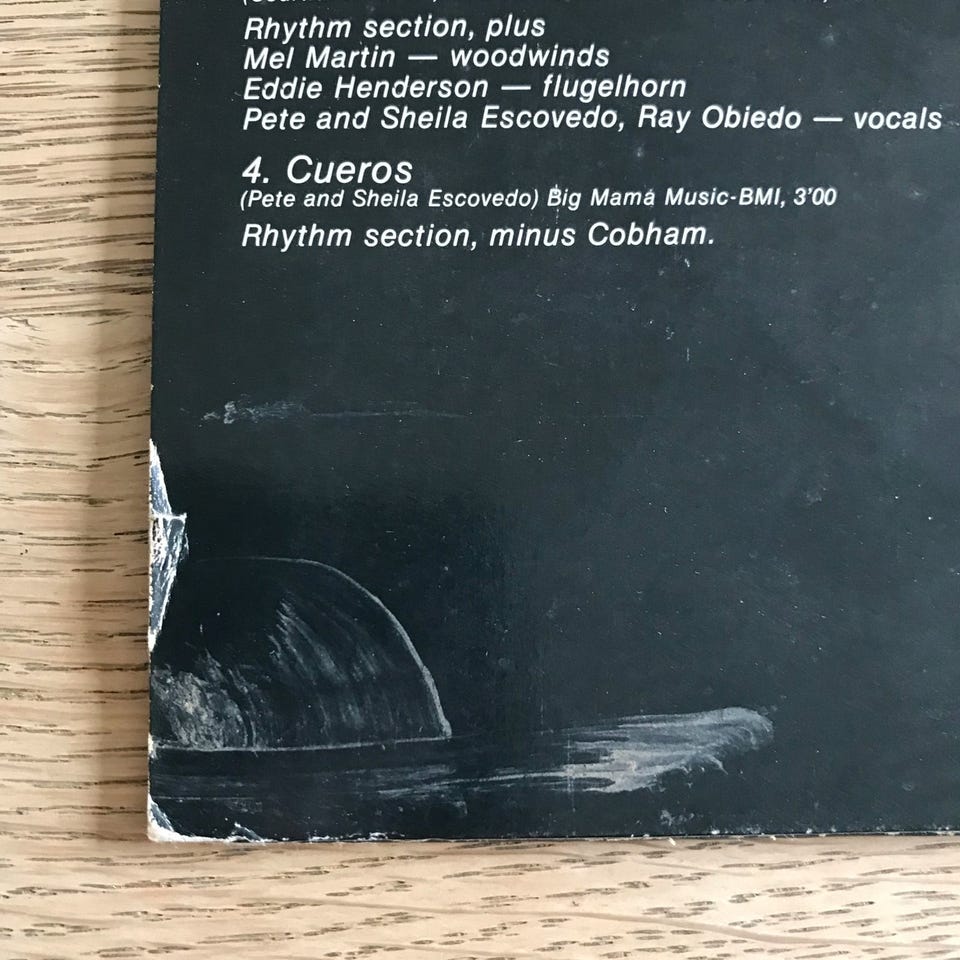 Rhythm section, plus
Mel Martin — woodwinds
Eddie Henderson — flugelhorn
Pete and Sheila Escovedo, Ray Obiedo — vocals
4. Cueros
(Pete and Sheila Escovedo) Big Mama Music-BMI, 3'00
Rhythm section, minus Cobham.